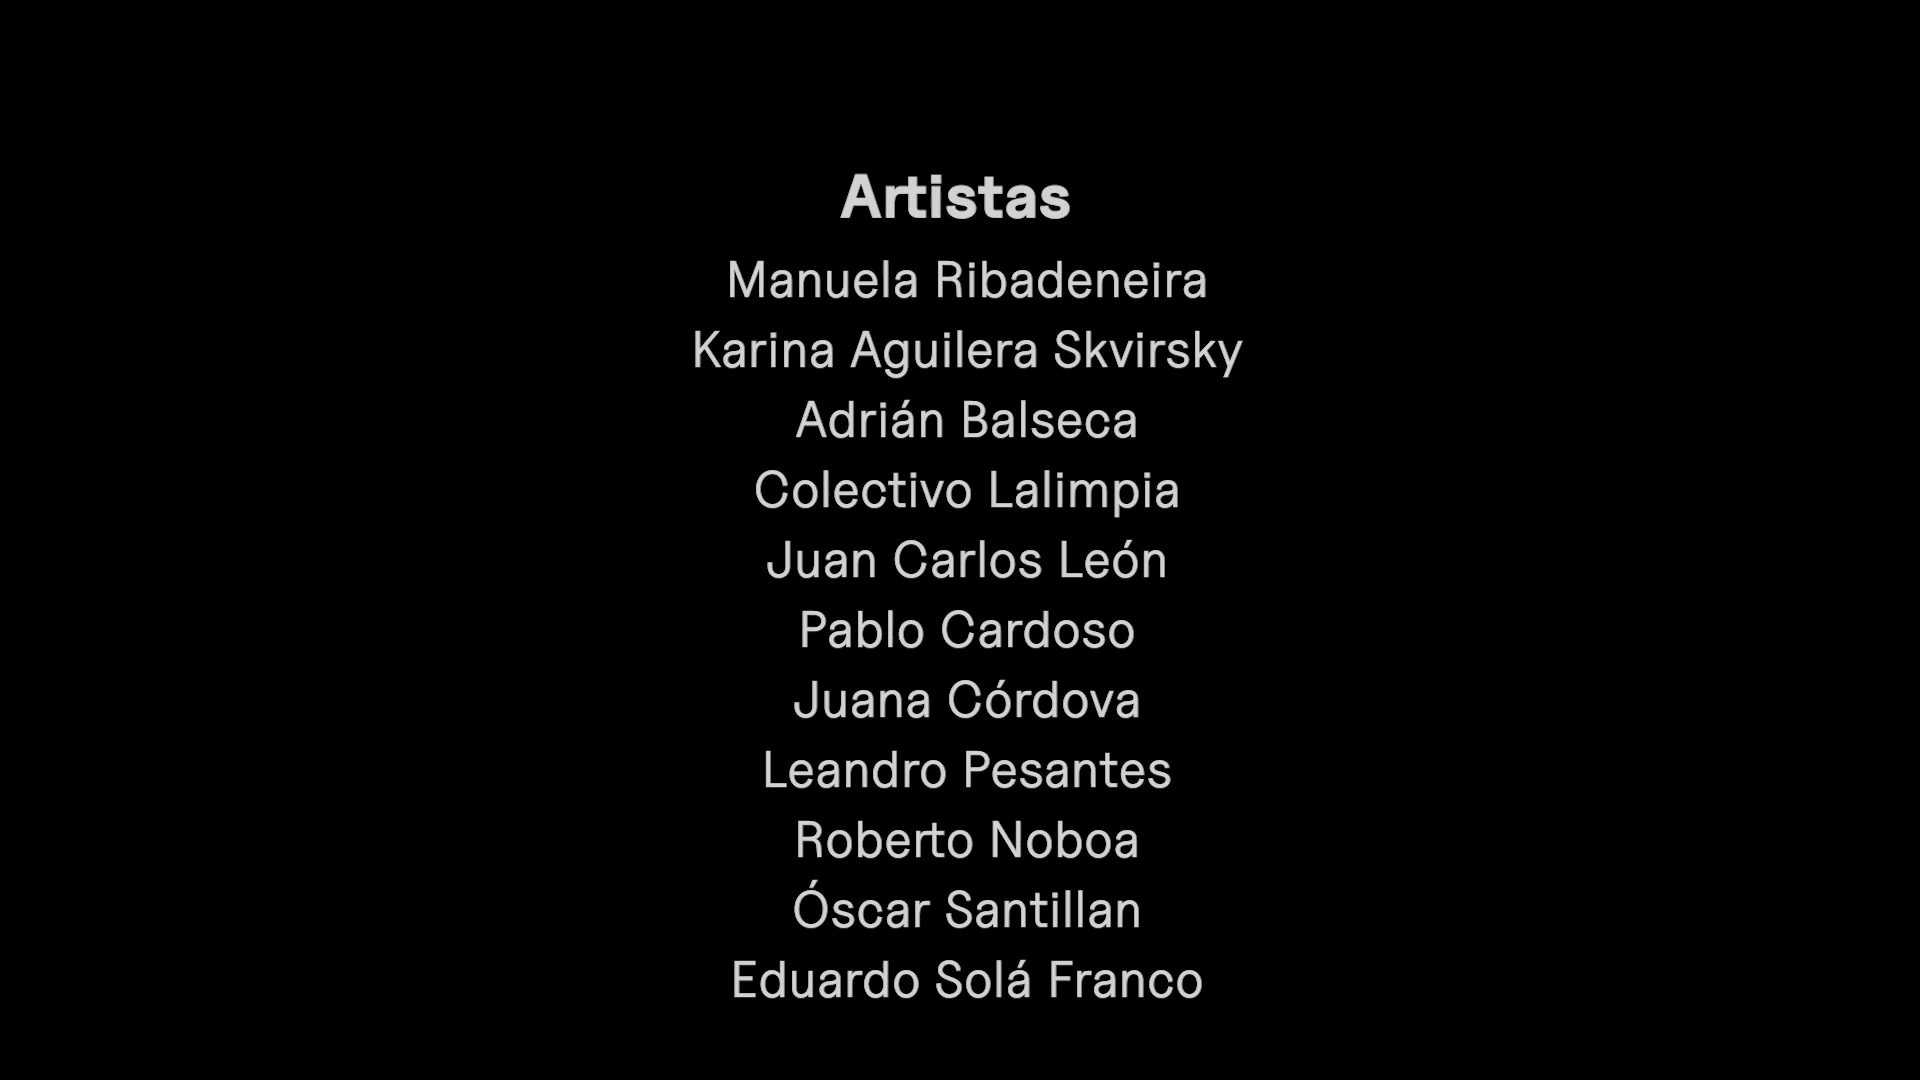 Artistas
Manuela Ribadeneira
Karina Aguilera Skvirsky
Adrián Balseca
Colectivo Lalimpia
Juan Carlos León
Pablo Cardoso
Juana Córdova
Leandro Pesantes
Roberto Noboa
Óscar Santillan
Eduardo Solá Franco